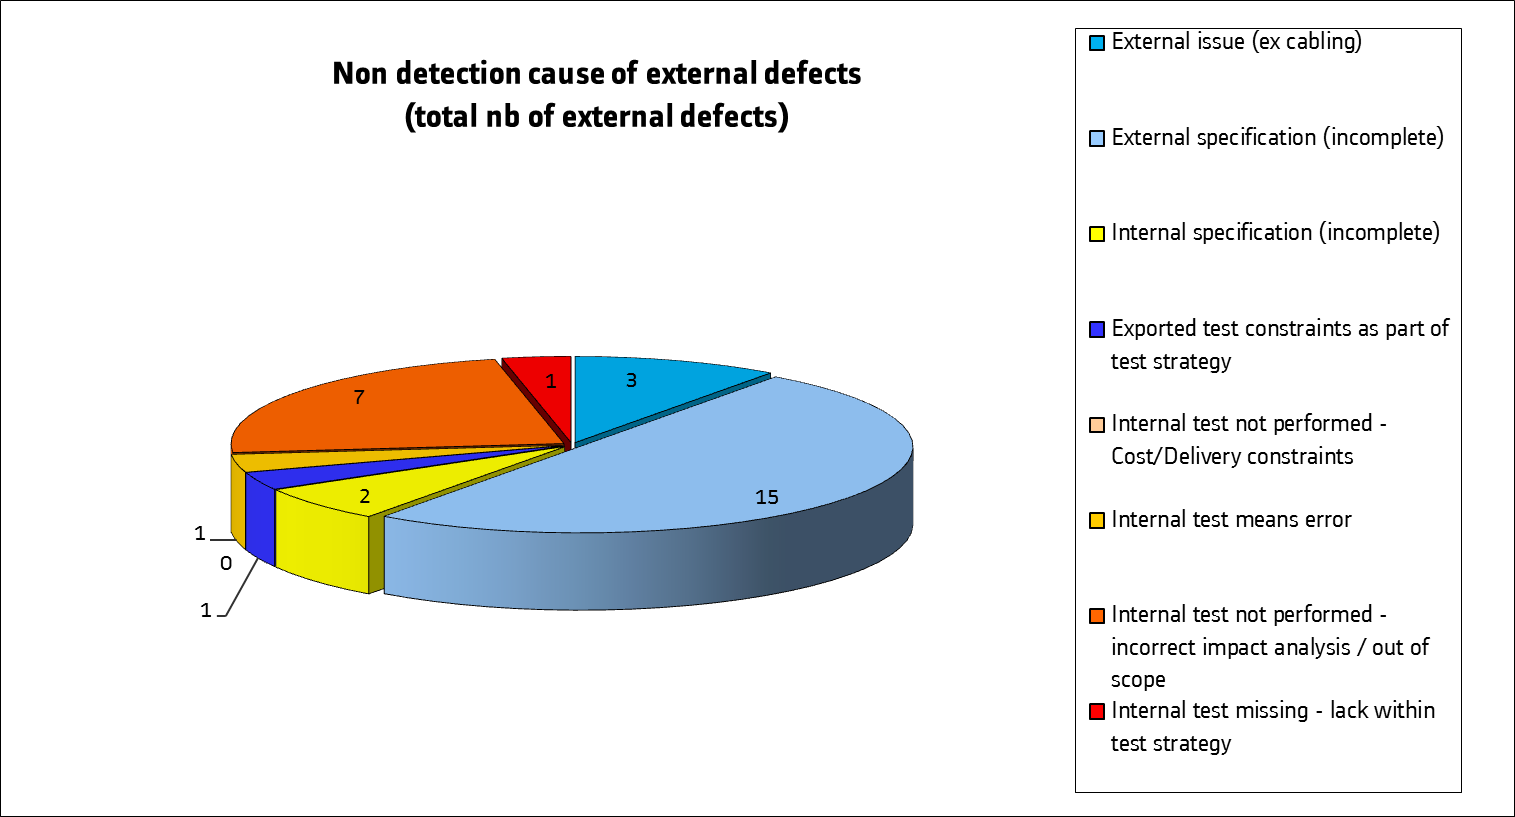 Non detection cause of external defects
(total nb of external defects)
1
3
7
15
2
1
0
1
External issue (ex cabling)
External specification (incomplete)
Internal specification (incomplete)
Exported test constraints as part of
test strategy
Internal test not performed -
Cost/Delivery constraints
Internal test means error
Internal test not performed -
incorrect impact analysis / out of
scope
Internal test missing - lack within
test strategy